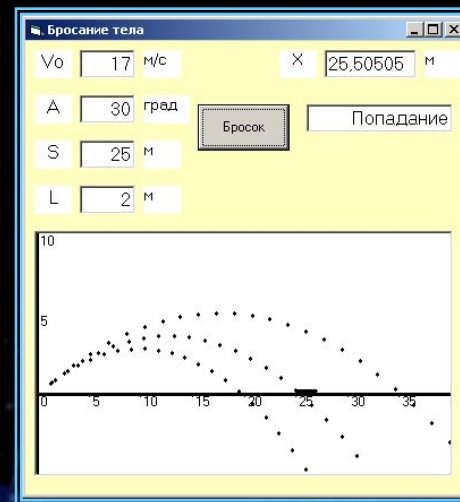 Бросание тела
Vo 17 м/с X 25,50505 м
A 30 град Бросок Попадание
S 25 м
L 2 м
10
5
0 5 10 15 20 25 30 35